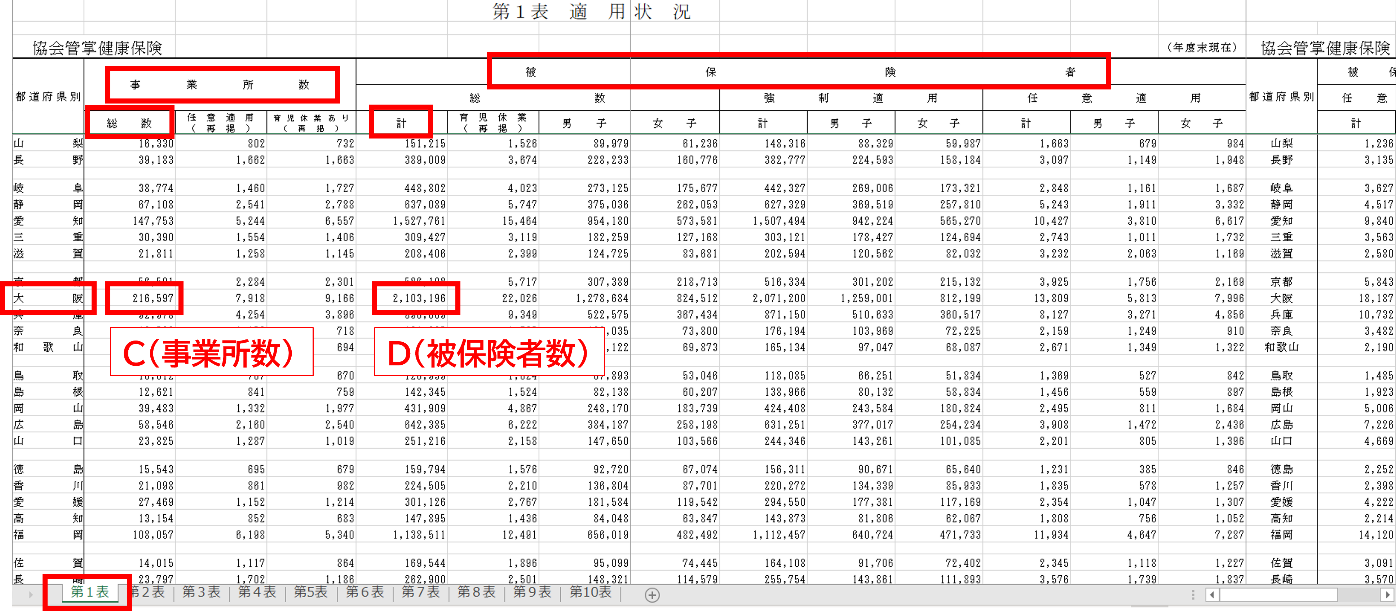 第１表 適 用 状 況
協会管掌健康保険 （年度末現在） 協会管掌健康保険
都道府県別 事 業 所 数 被 保 険 者 都道府県別 被
総 数 強 制 適 用 任 意 適 用 任 意
総 数 任意適用（再掲） 育児休業あり（再掲） 計 育児休業（再掲） 男 子 女 子 計 男 子 女 子 計 男 子 女 子 計
山 梨 16,330 802 732 151,215 1,526 89,979 61,236 148,316 88,329 59,987 1,663 679 984 山梨 1,236
長 野 39,183 1,662 1,663 389,009 3,674 228,233 160,776 382,777 224,593 158,184 3,097 1,149 1,948 長野 3,135
岐 阜 38,774 1,460 1,727 448,802 4,023 273,125 175,677 442,327 269,006 173,321 2,848 1,161 1,687 岐阜 3,627
静 岡 67,108 2,541 2,788 637,089 5,747 375,036 262,053 627,329 369,519 257,810 5,243 1,911 3,332 静岡 4,517
愛 知 147,753 5,244 6,557 1,527,761 15,464 954,180 573,581 1,507,494 942,224 565,270 10,427 3,810 6,617 愛知 9,840
三 重 30,390 1,554 1,406 309,427 3,119 182,259 127,168 303,121 178,427 124,694 2,743 1,011 1,732 三重 3,563
滋 賀 21,811 1,258 1,145 208,406 2,399 124,725 83,681 202,594 120,562 82,032 3,232 2,063 1,169 滋賀 2,580
京 都 2,284 2,301 5,717 307,389 218,713 516,334 301,202 215,132 3,925 1,756 2,169 京都 5,843
大 阪 216,597 7,918 9,166 2,103,196 22,026 1,278,684 824,512 2,071,200 1,259,001 812,199 13,809 5,813 7,996 大阪 18,187
兵 庫 4,254 3,896 9,349 522,575 367,434 871,150 510,633 360,517 8,127 3,271 4,856 兵庫 10,732
奈 良 718 73,800 176,194 103,969 72,225 2,159 1,249 910 奈良 3,482
和 歌 山 694 69,873 165,134 97,047 68,087 2,671 1,349 1,322 和歌山 2,190
C（事業所数） D（被保険者数）
鳥 取 670 53,046 118,085 66,251 51,834 1,369 527 842 鳥取 1,485
島 根 12,621 841 759 142,345 1,524 82,138 60,207 138,966 80,132 58,834 1,456 559 897 島根 1,923
岡 山 39,483 1,332 1,977 431,909 4,867 248,170 183,739 424,408 243,584 180,824 2,495 811 1,684 岡山 5,006
広 島 58,546 2,160 2,540 642,385 6,222 384,187 258,198 631,251 377,017 254,234 3,908 1,472 2,436 広島 7,226
山 口 23,825 1,287 1,019 251,216 2,158 147,650 103,566 244,346 143,261 101,085 2,201 805 1,396 山口 4,669
徳 島 15,543 695 679 159,794 1,576 92,720 67,074 156,311 90,671 65,640 1,231 385 846 徳島 2,252
香 川 21,098 861 982 224,505 2,210 136,804 87,701 220,272 134,339 85,933 1,835 578 1,257 香川 2,398
愛 媛 27,469 1,152 1,214 301,126 2,767 181,584 119,542 294,550 177,381 117,169 2,354 1,047 1,307 愛媛 4,222
高 知 13,154 852 683 147,895 1,436 84,048 63,847 143,873 81,806 62,067 1,808 756 1,052 高知 2,214
福 岡 108,057 6,198 5,340 1,138,511 12,491 656,019 482,492 1,112,457 640,724 471,733 11,934 4,647 7,287 福岡 14,120
佐 賀 14,015 1,117 864 169,544 1,896 95,099 74,445 164,108 91,706 72,402 2,345 1,118 1,227 佐賀 3,091
長 崎 23,797 1,702 1,186 262,900 2,501 148,321 114,579 255,754 143,861 111,893 3,576 1,739 1,837 長崎 3,570
第１表 第２表 第３表 第４表 第5表 第６表 第７表 第８表 第９表 第10表